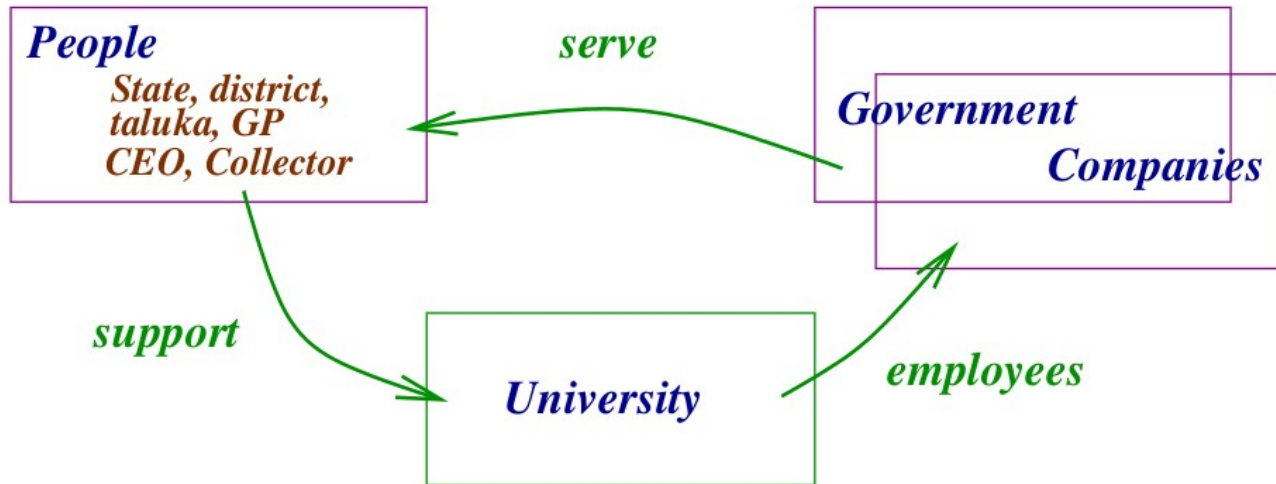 People
State, district,
taluka, GP
CEO, Collector
serve
Government
Companies
support
University
employees